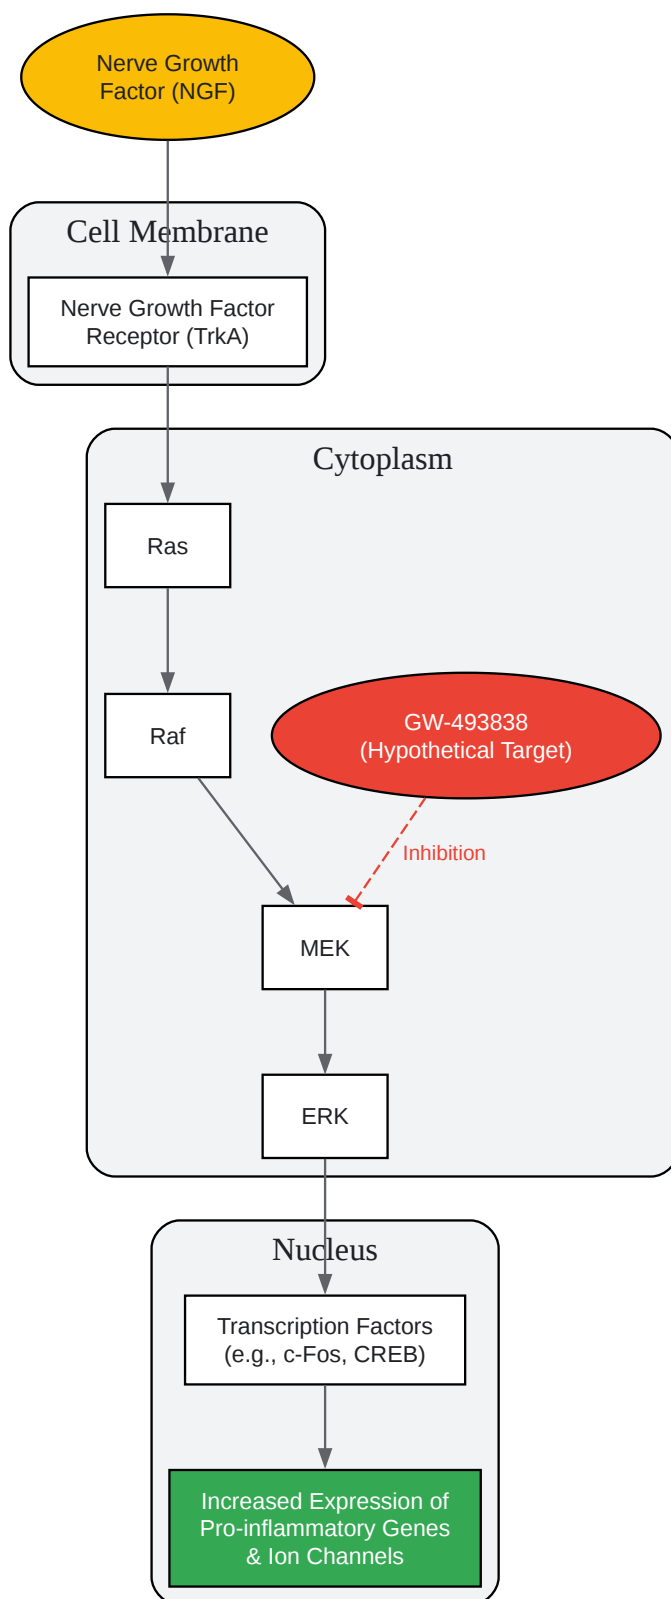 Nerve Growth
Factor (NGF)
Cell Membrane
Nerve Growth Factor
Receptor (TrkA)
Cytoplasm
Ras
Raf
GW-493838
(Hypothetical Target)
Inhibition
MEK
ERK
Nucleus
Transcription Factors
(e.g., c-Fos, CREB)
Increased Expression of
Pro-inflammatory Genes
& Ion Channels